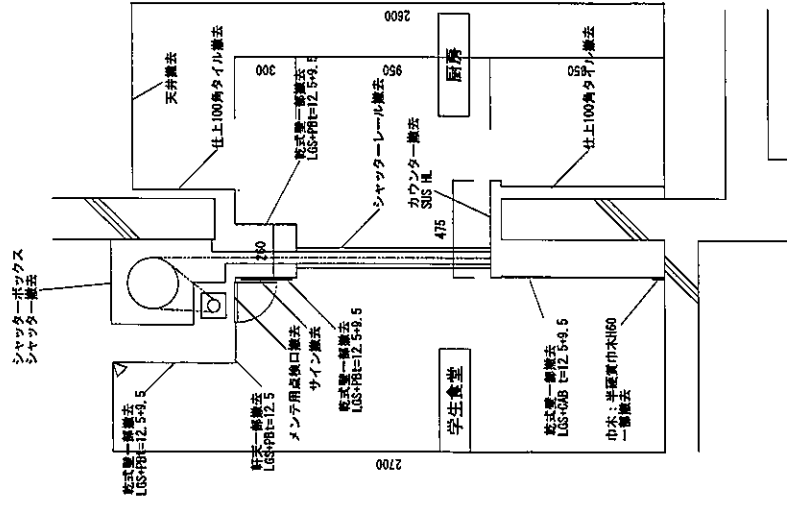 シャッターボックス
シャッター撤去
天井撤去
仕上100角タイル撤去
2600
300
950
850
厨房
乾式壁一部撤去
LGS+PBt=12.5+9.5
シャッターレール撤去
カウンター撤去
SUS HL
仕上100角タイル撤去
260
475
乾式壁一部撤去
LGS+PBt=12.5+9.5
軒天一部撤去
LGS+PBt=12.5
メンテ用点検口撤去
サイン撤去
乾式壁一部撤去
LGS+PBt=12.5+9.5
学生食堂
乾式壁一部撤去
LGS+GAB t=12.5+9.5
巾木：半硬質巾木H60
一部撤去
2700